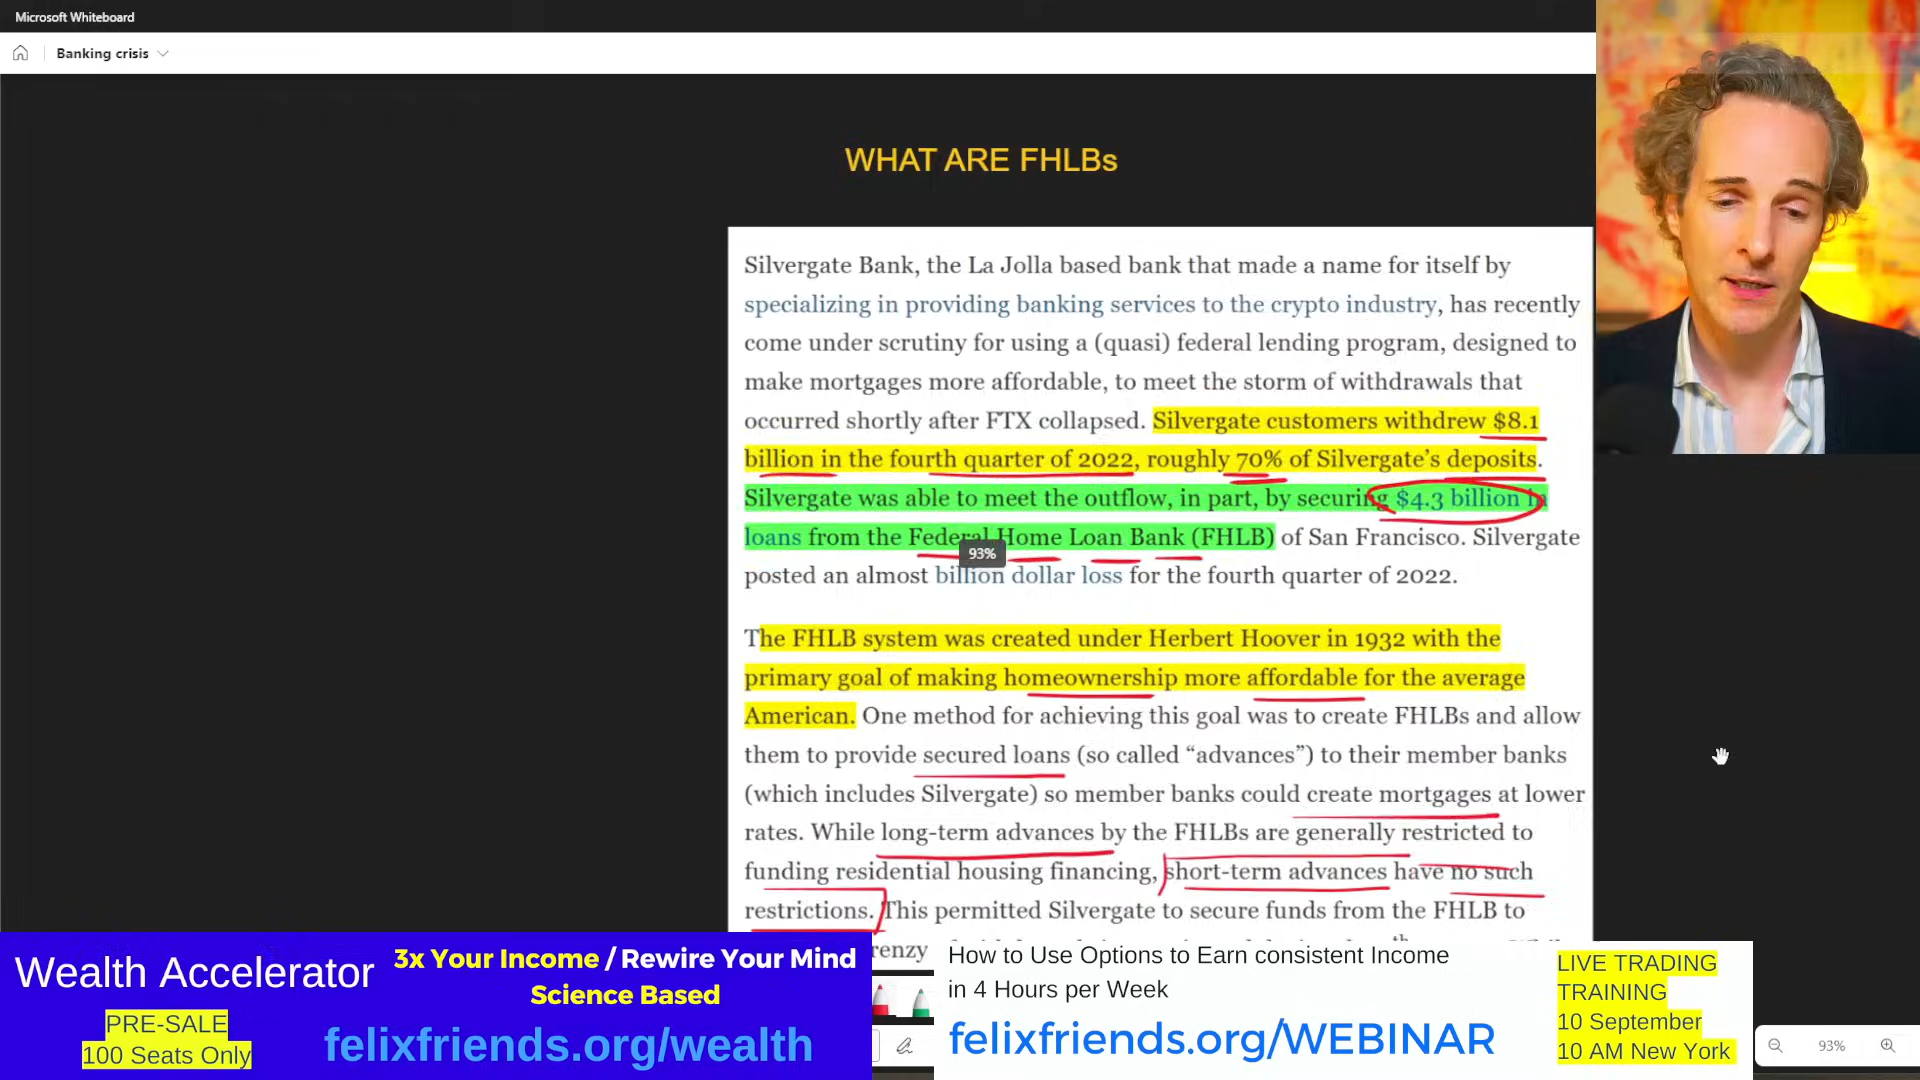 Microsoft Whiteboard
Banking crisis
WHAT ARE FHLBs
Silvergate Bank, the La Jolla based bank that made a name for itself by
specializing in providing banking services to the crypto industry, has recently
come under scrutiny for using a (quasi) federal lending program, designed to
make mortgages more affordable, to meet the storm of withdrawals that
occurred shortly after FTX collapsed. Silvergate customers withdrew $8.1
billion in the fourth quarter of 2022, roughly 70% of Silvergate's deposits.
Silvergate was able to meet the outflow, in part, by securing $4.3 billion in
loans from the Federal Home Loan Bank (FHLB) of San Francisco. Silvergate
93%
posted an almost billion dollar loss for the fourth quarter of 2022.
The FHLB system was created under Herbert Hoover in 1932 with the
primary goal of making homeownership more affordable for the average
American. One method for achieving this goal was to create FHLBs and allow
them to provide secured loans (so called “advances”) to their member banks
(which includes Silvergate) so member banks could create mortgages at lower
rates. While long-term advances by the FHLBs are generally restricted to
funding residential housing financing, short-term advances have no such
restrictions. This permitted Silvergate to secure funds from the FHLB to
Wealth Accelerator
3x Your Income / Rewire Your Mind
Science Based
PRE-SALE
100 Seats Only
felixfriends.org/wealth
How to Use Options to Earn consistent Income
in 4 Hours per Week
felixfriends.org/WEBINAR
LIVE TRADING
TRAINING
10 September
10 AM New York
93%